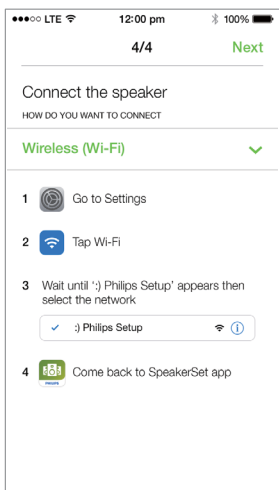 LTE 12:00 pm 100%
4/4 Next
Connect the speaker
HOW DO YOU WANT TO CONNECT
Wireless (Wi-Fi)
1 Go to Settings
2 Tap Wi-Fi
3 Wait until ':) Philips Setup' appears then
select the network
:) Philips Setup
4 Come back to SpeakerSet app
PHILIPS